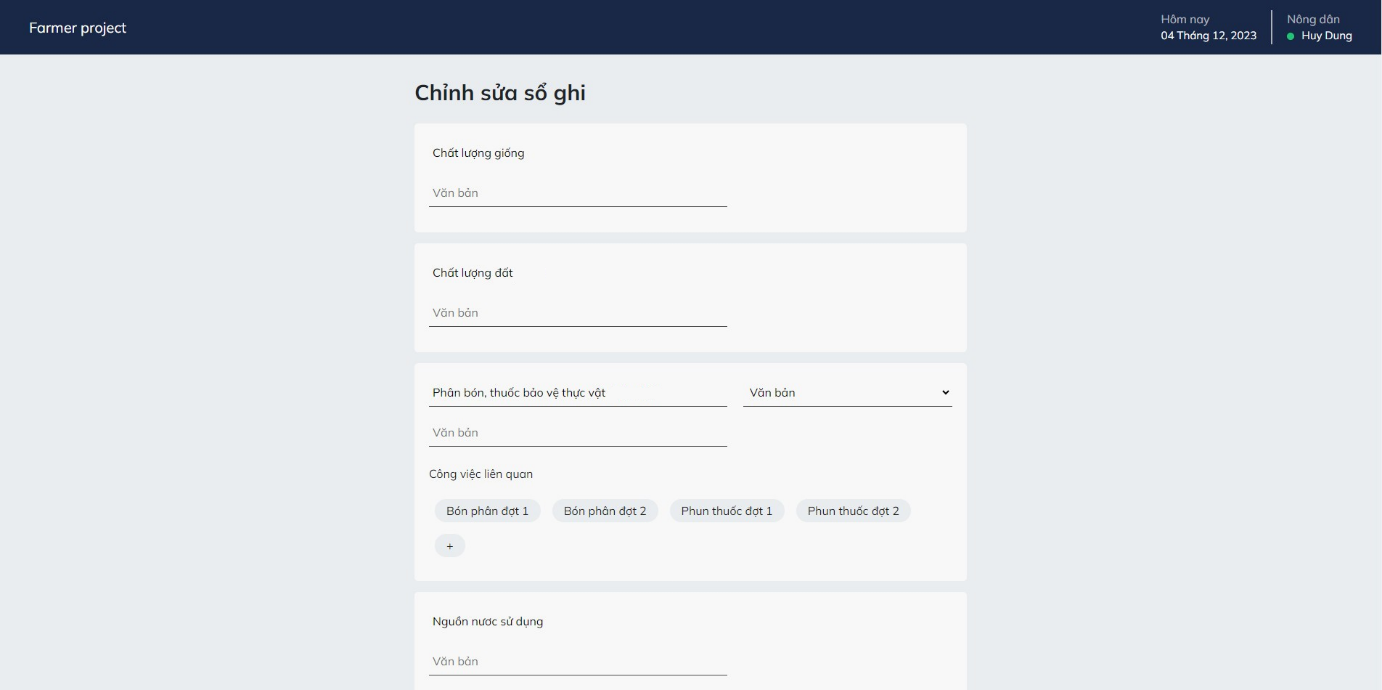 Farmer project
Hôm nay
04 Tháng 12, 2023
Nông dân
Huy Dung
Chỉnh sửa sổ ghi
Chất lượng giống
Văn bản
Chất lượng đất
Văn bản
Phân bón, thuốc bảo vệ thực vật
Văn bản
Văn bản
Công việc liên quan
Bón phân đợt 1
Bón phân đợt 2
Phun thuốc đợt 1
Phun thuốc đợt 2
+
Nguồn nươc sử dụng
Văn bản